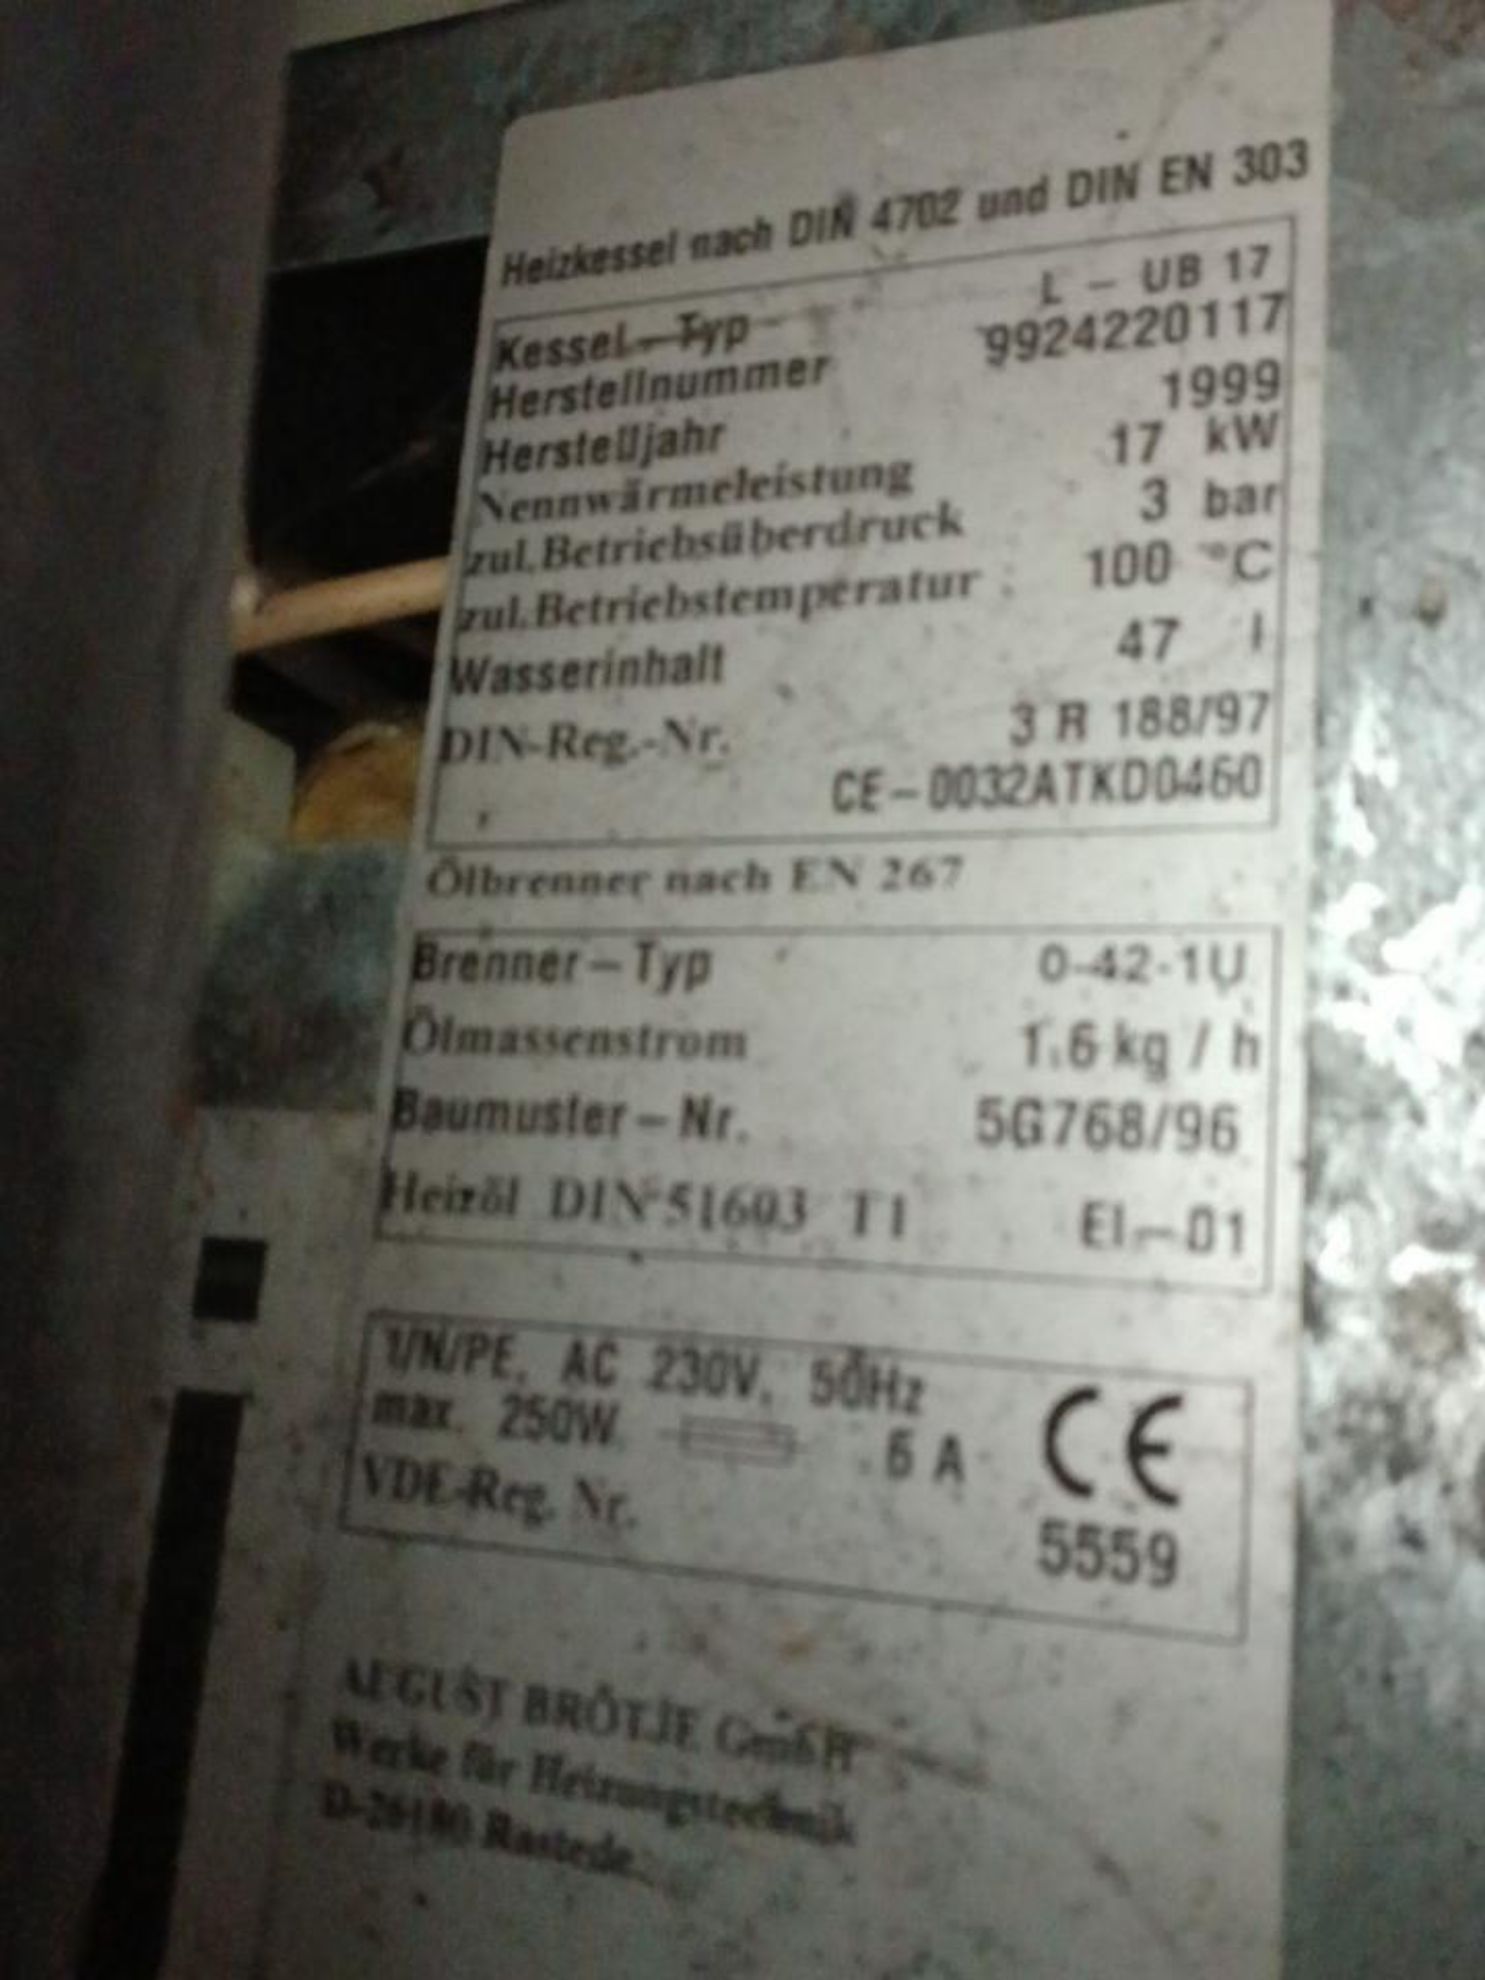 Heizkessel nach DIN 4702 und DIN EN 303
Kessel-Typ L - UB 17
Herstellnummer 9924220117
Herstelljahr 1999
Nennwärmeleistung 17 kW
zul.Betriebsüberdruck 3 bar
zul.Betriebstemperatur : 100 °C
Wasserinhalt 47 l
DIN-Reg.-Nr. 3 R 188/97
CE-0032ATKD0460
Ölbrenner nach EN 267
Brenner-Typ 0-42-1U
Ölmassenstrom 1.6 kg / h
Baumuster-Nr. 5G768/96
Heizöl DIN 51603 T1 El-01
1/N/PE, AC 230V, 50Hz
max. 250W 6 A CE
VDE-Reg. Nr. 5559
AUGUST BRÖTJE GmbH
Werke für Heizungstechnik
D-26180 Rastede